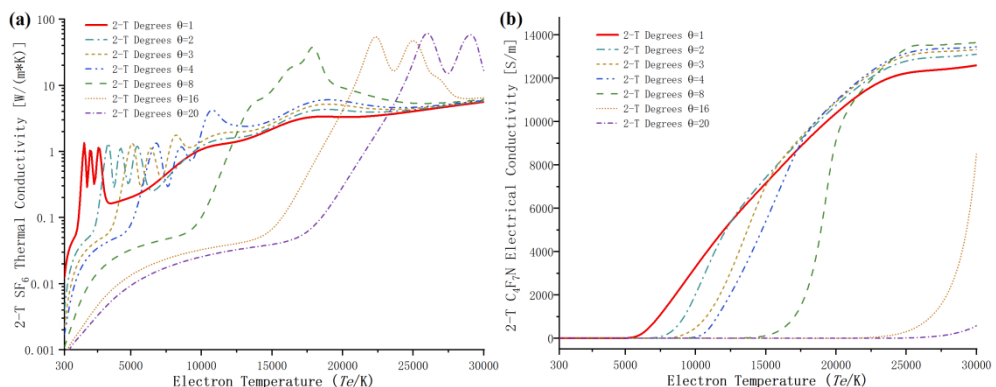 (a)
2-T Degrees θ=1
2-T Degrees θ=2
2-T Degrees θ=3
2-T Degrees θ=4
2-T Degrees θ=8
2-T Degrees θ=16
2-T Degrees θ=20
2-T SF₆ Thermal Conductivity [W/(m*K)]
100
10
1
0.1
0.01
0.001
300 5000 10000 15000 20000 25000 30000
Electron Temperature (Te/K)
(b)
2-T Degrees θ=1
2-T Degrees θ=2
2-T Degrees θ=3
2-T Degrees θ=4
2-T Degrees θ=8
2-T Degrees θ=16
2-T Degrees θ=20
2-T C₄F₇N Electrical Conductivity [S/m]
14000
12000
10000
8000
6000
4000
2000
0
300 5000 10000 15000 20000 25000 30000
Electron Temperature (Te/K)